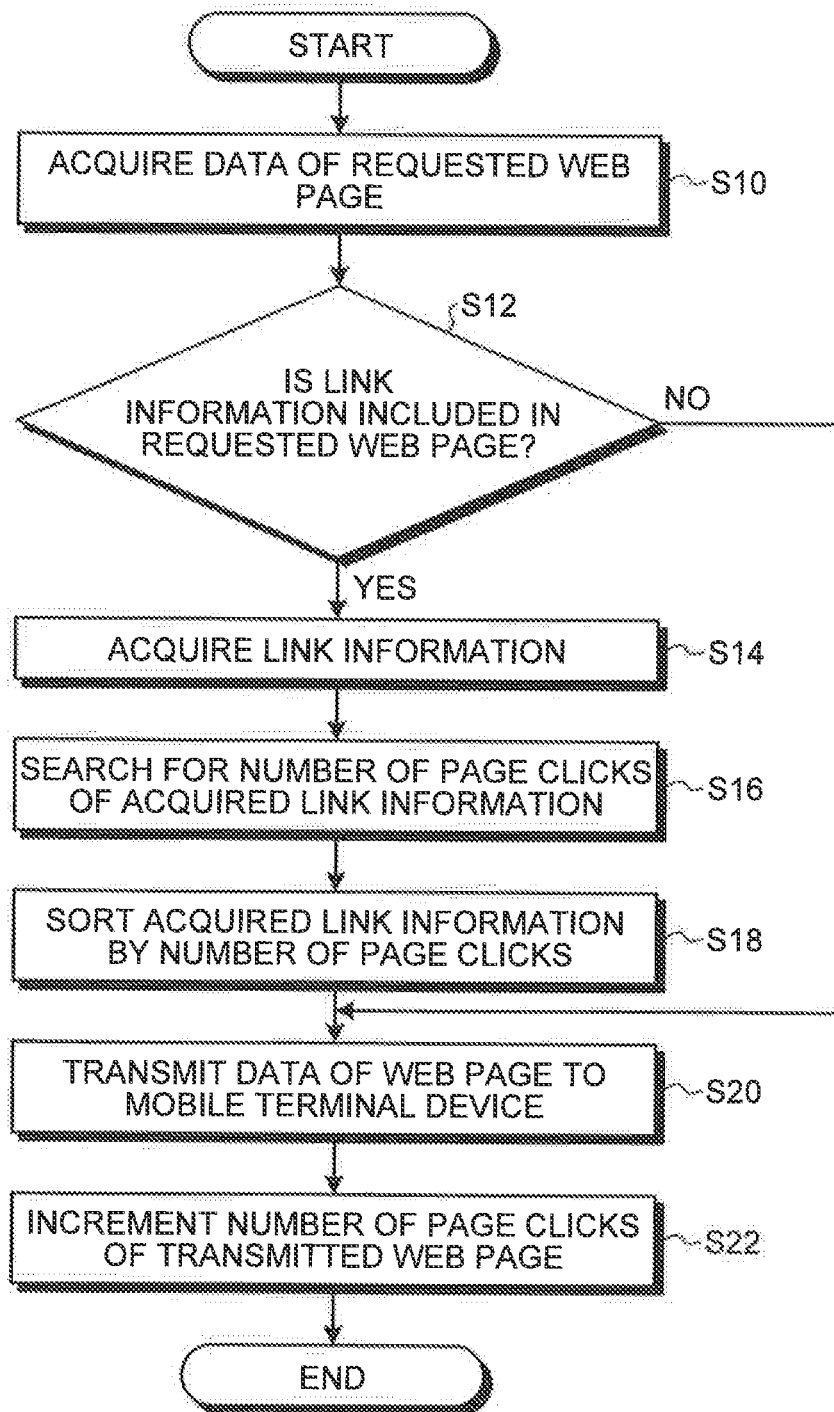 START
ACQUIRE DATA OF REQUESTED WEB
PAGE
S10
S12
IS LINK
INFORMATION INCLUDED IN
REQUESTED WEB PAGE?
NO
YES
ACQUIRE LINK INFORMATION
S14
SEARCH FOR NUMBER OF PAGE CLICKS
OF ACQUIRED LINK INFORMATION
S16
SORT ACQUIRED LINK INFORMATION
BY NUMBER OF PAGE CLICKS
S18
TRANSMIT DATA OF WEB PAGE TO
MOBILE TERMINAL DEVICE
S20
INCREMENT NUMBER OF PAGE CLICKS
OF TRANSMITTED WEB PAGE
S22
END